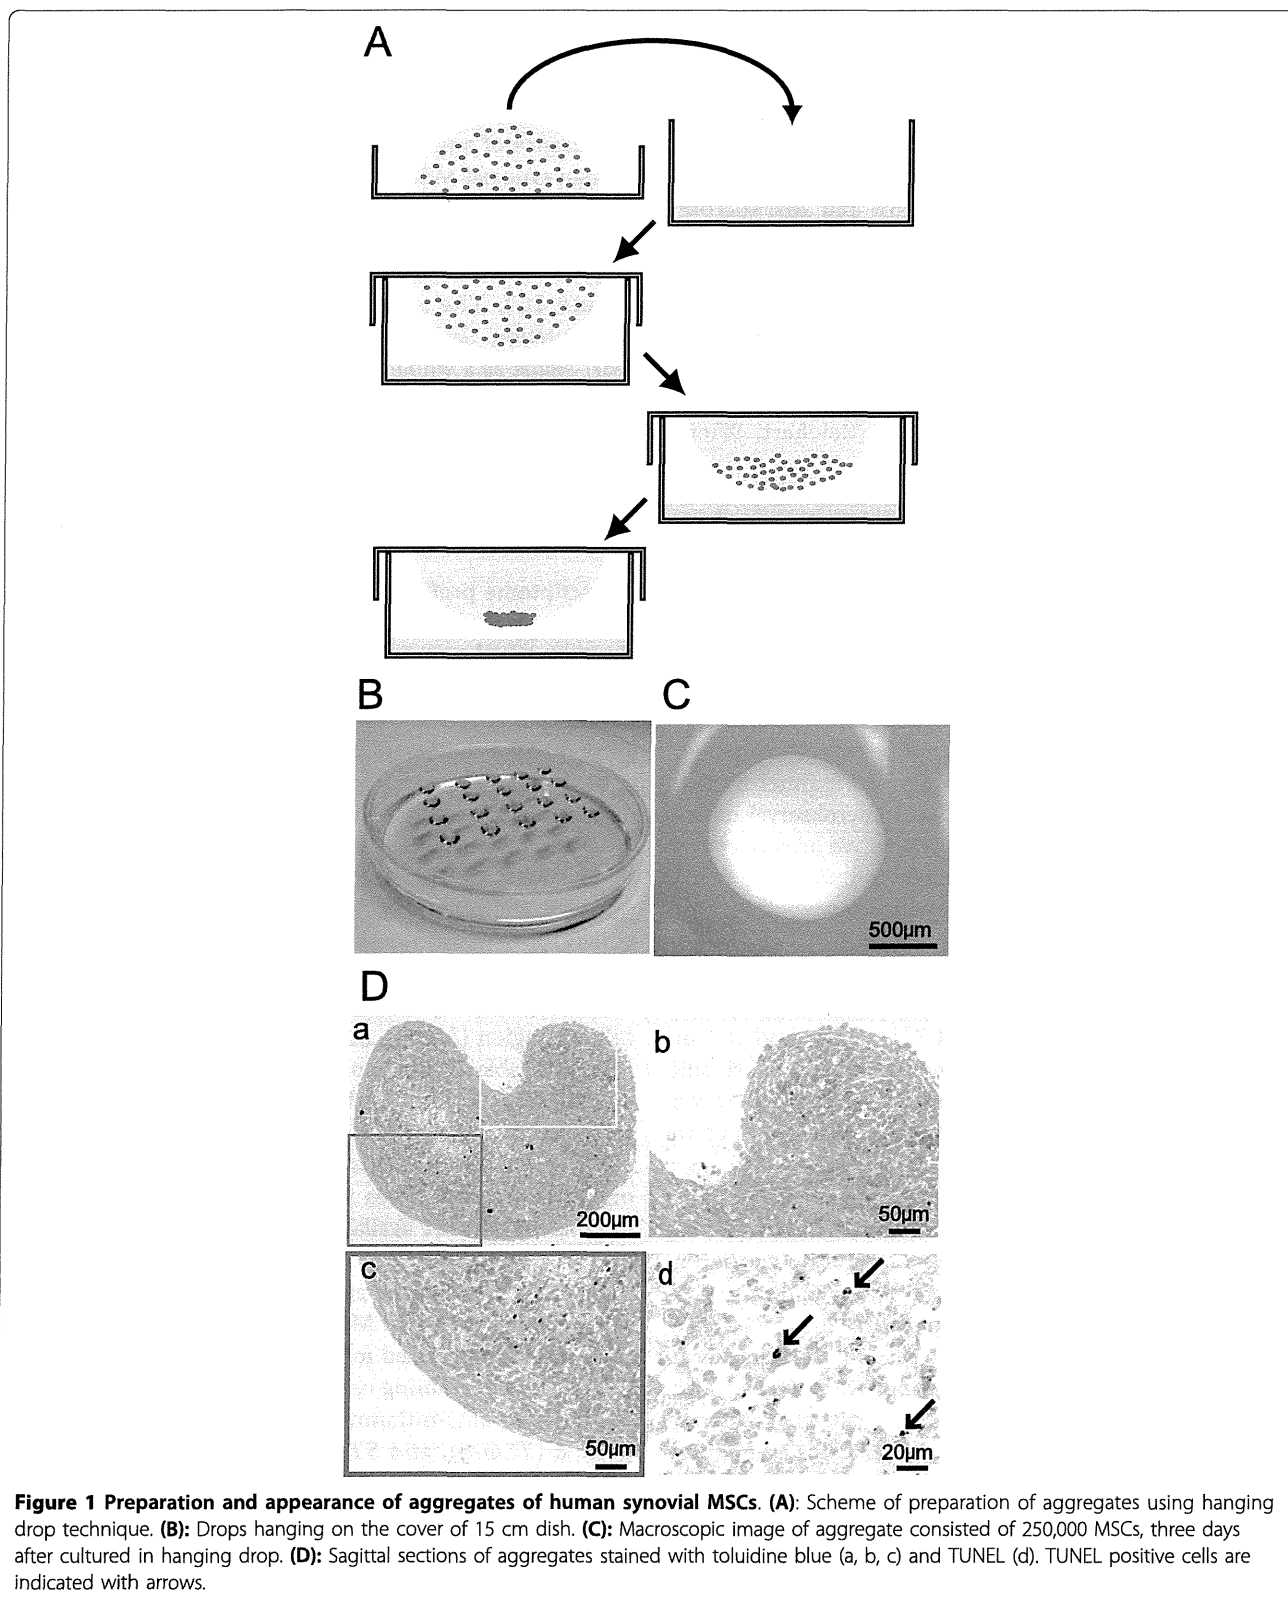 A
B
C
500µm
D
a
b
200µm
50µm
c
d
50µm
20µm
Figure 1 Preparation and appearance of aggregates of human synovial MSCs. (A): Scheme of preparation of aggregates using hanging
drop technique. (B): Drops hanging on the cover of 15 cm dish. (C): Macroscopic image of aggregate consisted of 250,000 MSCs, three days
after cultured in hanging drop. (D): Sagittal sections of aggregates stained with toluidine blue (a, b, c) and TUNEL (d). TUNEL positive cells are
indicated with arrows.